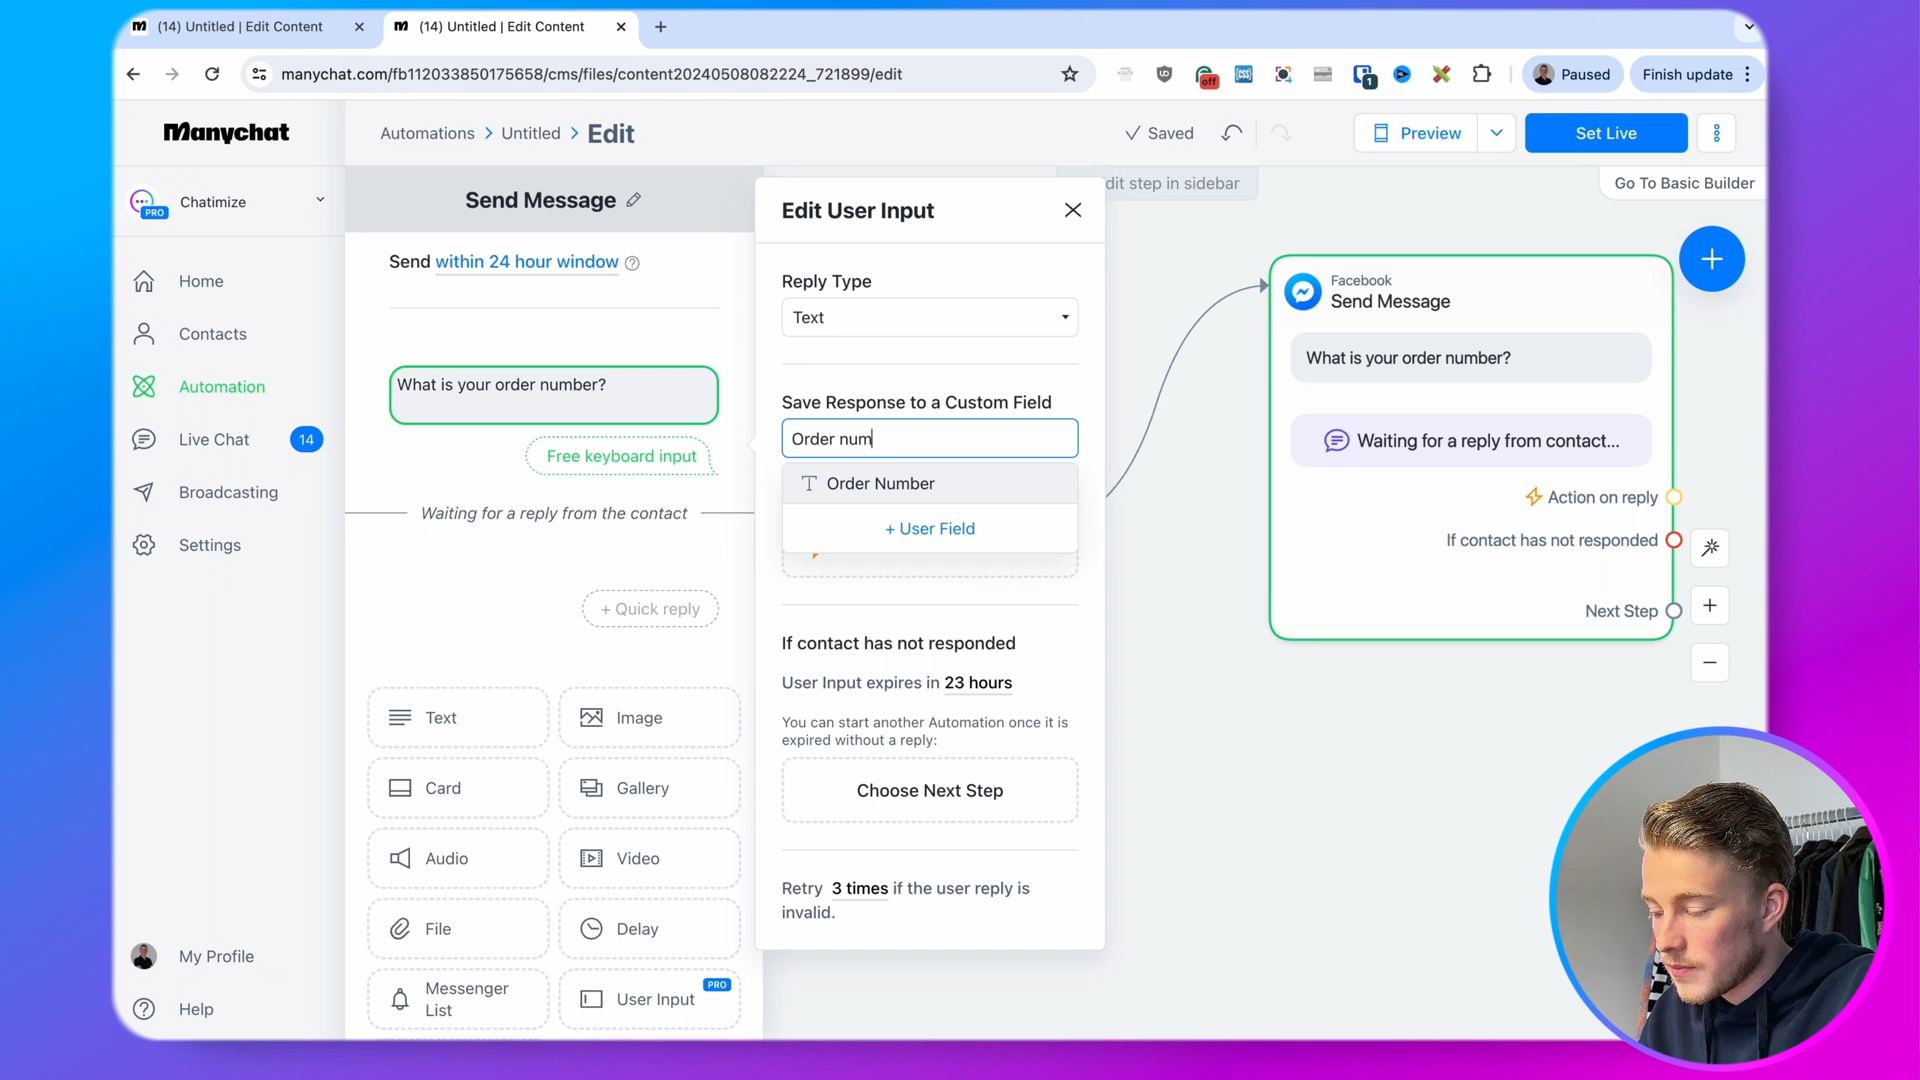 (14) Untitled | Edit Content
(14) Untitled | Edit Content
manychat.com/fb112033850175658/cms/files/content20240508082224_721899/edit
off
1
Paused
Finish update
Manychat
Automations > Untitled > Edit
Saved
Preview
Set Live
PRO
Chatimize
Home
Contacts
Automation
Live Chat
14
Broadcasting
Settings
My Profile
Help
Send Message
Send within 24 hour window
What is your order number?
Free keyboard input
Waiting for a reply from the contact
+ Quick reply
Text
Image
Card
Gallery
Audio
Video
File
Delay
Messenger
List
User Input
PRO
Edit User Input
Reply Type
Text
Save Response to a Custom Field
Order num
Order Number
+ User Field
If contact has not responded
User Input expires in 23 hours
You can start another Automation once it is
expired without a reply:
Choose Next Step
Retry 3 times if the user reply is
invalid.
dit step in sidebar
Go To Basic Builder
Facebook
Send Message
What is your order number?
Waiting for a reply from contact...
Action on reply
If contact has not responded
Next Step